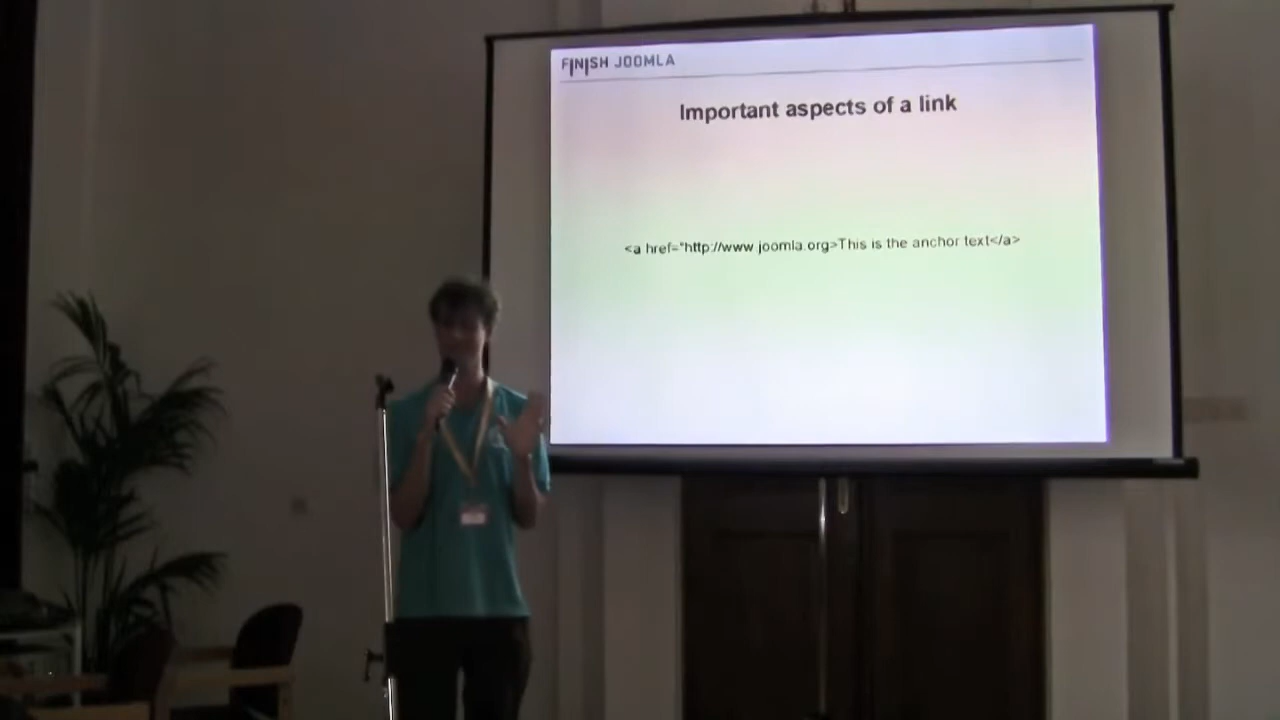 FINISH JOOMLA
Important aspects of a link
<a href="http://www.joomla.org>This is the anchor text</a>